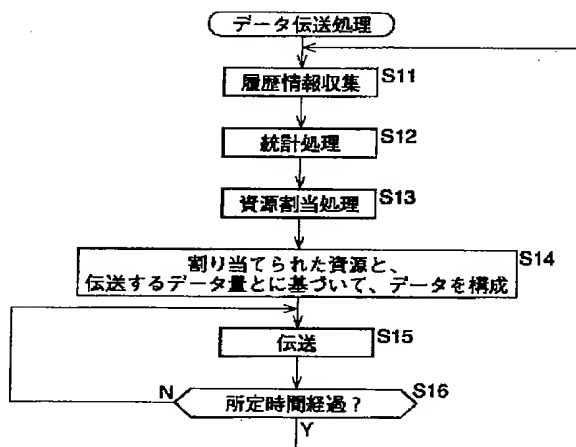 データ伝送処理
履歴情報収集 S11
統計処理 S12
資源割当処理 S13
割り当てられた資源と、
伝送するデータ量とに基づいて、データを構成 S14
伝送 S15
所定時間経過? S16
N
Y